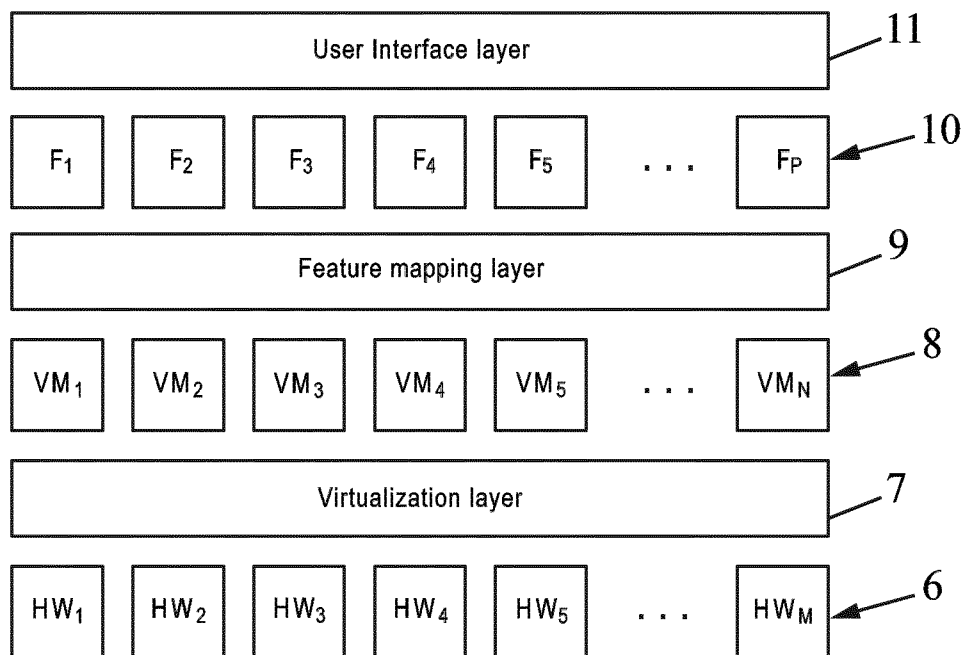 User Interface layer 11
F1 F2 F3 F4 F5 . . . FP 10
Feature mapping layer 9
VM1 VM2 VM3 VM4 VM5 . . . VMN 8
Virtualization layer 7
HW1 HW2 HW3 HW4 HW5 . . . HWM 6